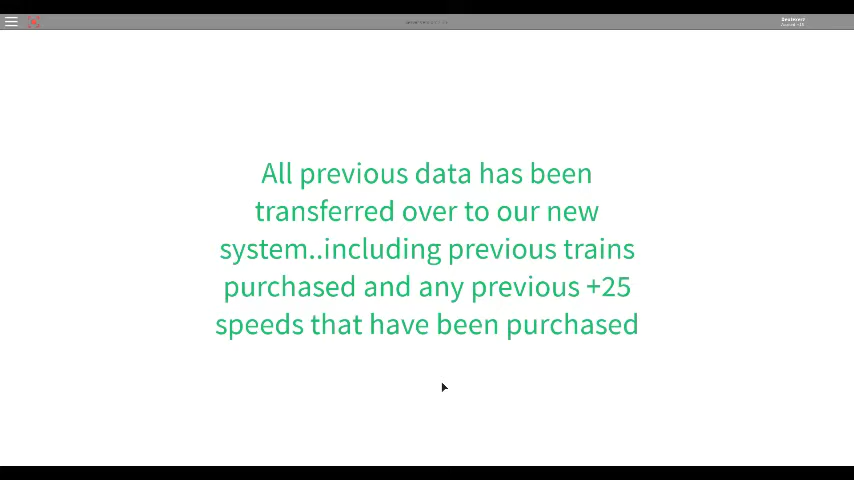 All previous data has been
transferred over to our new
system..including previous trains
purchased and any previous +25
speeds that have been purchased